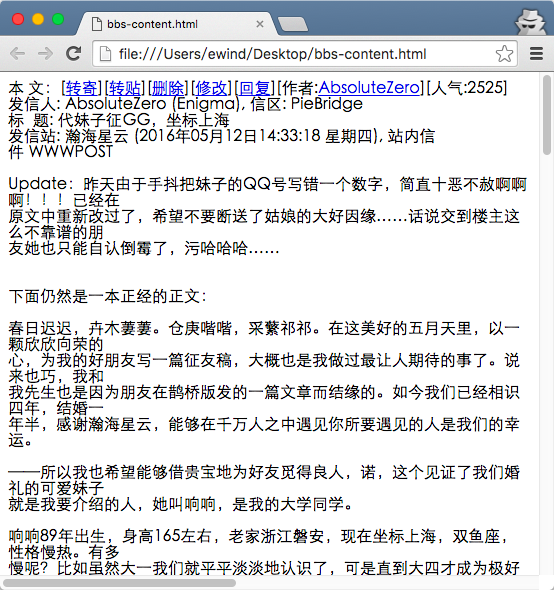 bbs-content.html
file:///Users/ewind/Desktop/bbs-content.html
本 文：[转寄][转贴][删除][修改][回复][作者:AbsoluteZero][人气:2525]
发信人: AbsoluteZero (Enigma), 信区: PieBridge
标  题: 代妹子征GG，坐标上海
发信站: 瀚海星云 (2016年05月12日14:33:18 星期四), 站内信
件 WWWPOST
Update：昨天由于手抖把妹子的QQ号写错一个数字，简直十恶不赦啊啊
啊！！！已经在
原文中重新改过了，希望不要断送了姑娘的大好因缘……话说交到楼主这
么不靠谱的朋
友她也只能自认倒霉了，污哈哈哈……
下面仍然是一本正经的正文：
春日迟迟，卉木萋萋。仓庚喈喈，采蘩祁祁。在这美好的五月天里，以一
颗欣欣向荣的
心，为我的好朋友写一篇征友稿，大概也是我做过最让人期待的事了。说
来也巧，我和
我先生也是因为朋友在鹊桥版发的一篇文章而结缘的。如今我们已经相识
四年，结婚一
年半，感谢瀚海星云，能够在千万人之中遇见你所要遇见的人是我们的幸
运。
——所以我也希望能够借贵宝地为好友觅得良人，诺，这个见证了我们婚
礼的可爱妹子
就是我要介绍的人，她叫响响，是我的大学同学。
响响89年出生，身高165左右，老家浙江磐安，现在坐标上海，双鱼座，
性格慢热。有多
慢呢？比如虽然大一我们就平平淡淡地认识了，可是直到大四才成为极好